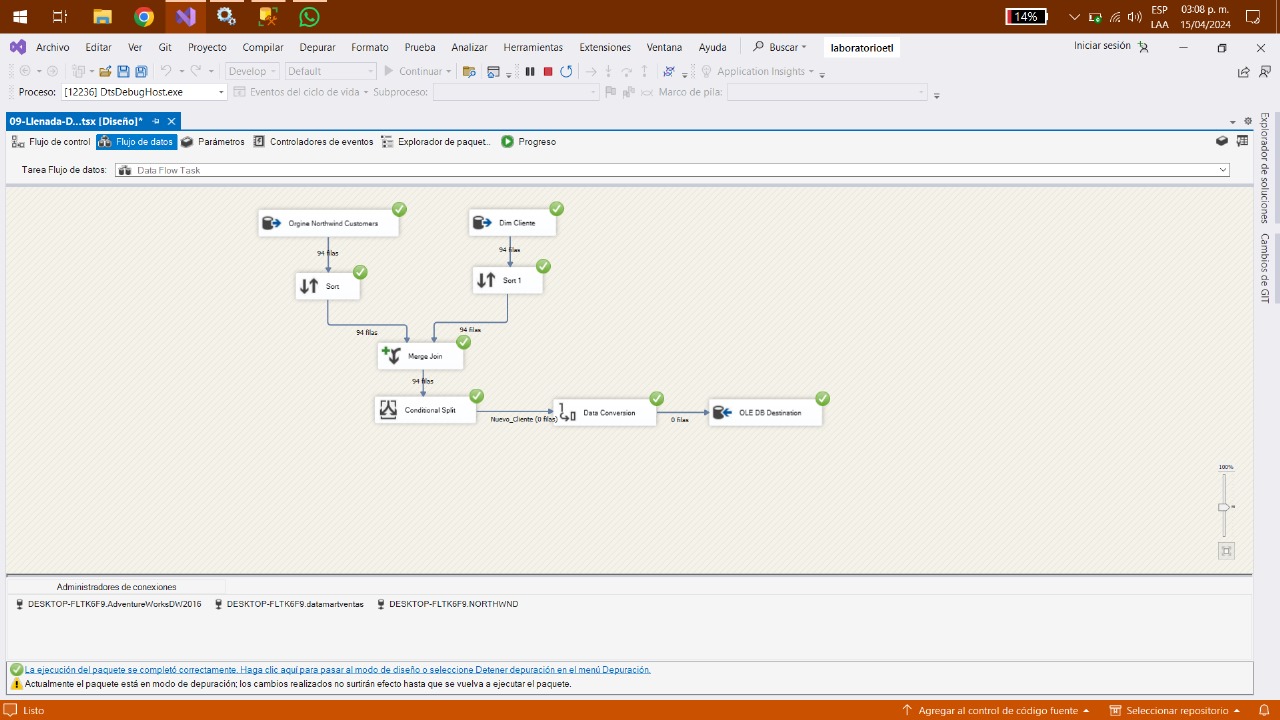 14%
ESP
LAA
03:08 p. m.
15/04/2024
Archivo Editar Ver Git Proyecto Compilar Depurar Formato Prueba Analizar Herramientas Extensiones Ventana Ayuda Buscar laboratorioetl Iniciar sesión
Develop Default Continuar Application Insights
Proceso: [12236] DtsDebugHost.exe Eventos del ciclo de vida Subproceso: Marco de pila:
09-Llenada-D...tsx [Diseño]*
Flujo de control Flujo de datos Parámetros Controladores de eventos Explorador de paquet... Progreso
Tarea Flujo de datos: Data Flow Task
Explorador de soluciones
Cambios de GIT
Orgine Northwind Customers
Dim Cliente
94 filas
94 filas
Sort
Sort 1
94 filas
94 filas
Merge Join
94 filas
Conditional Split
Nuevo_Cliente (0 filas)
Data Conversion
0 filas
OLE DB Destination
100%
Administradores de conexiones
DESKTOP-FLTK6F9.AdventureWorksDW2016 DESKTOP-FLTK6F9.datamartventas DESKTOP-FLTK6F9.NORTHWND
La ejecución del paquete se completó correctamente. Haga clic aquí para pasar al modo de diseño o seleccione Detener depuración en el menú Depuración.
Actualmente el paquete está en modo de depuración; los cambios realizados no surtirán efecto hasta que se vuelva a ejecutar el paquete.
Listo
Agregar al control de código fuente
Seleccionar repositorio